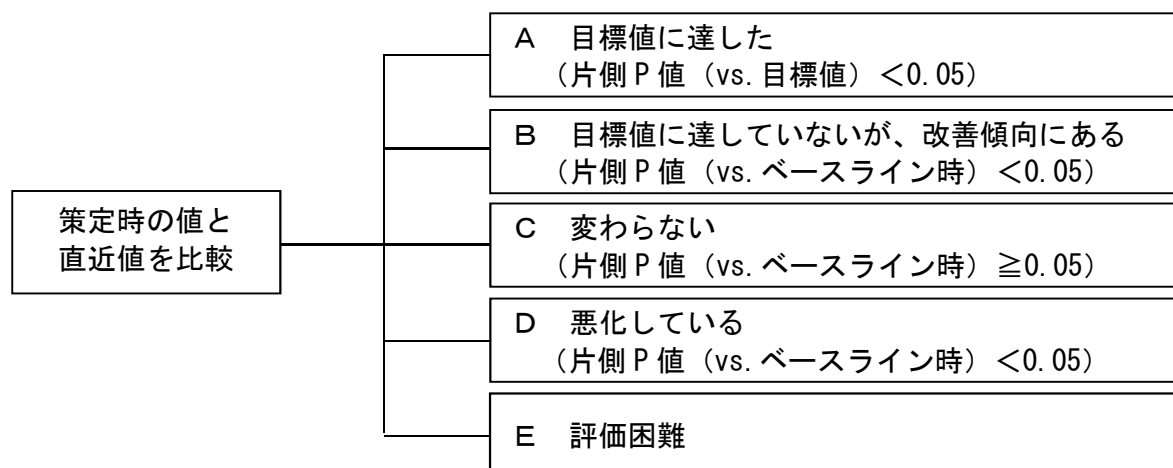 策定時の値と
直近値を比較
A 目標値に達した
(片側P値(vs.目標値)<0.05)
B 目標値に達していないが、改善傾向にある
(片側P値(vs.ベースライン時)<0.05)
C 変わらない
(片側P値(vs.ベースライン時)≧0.05)
D 悪化している
(片側P値(vs.ベースライン時)<0.05)
E 評価困難